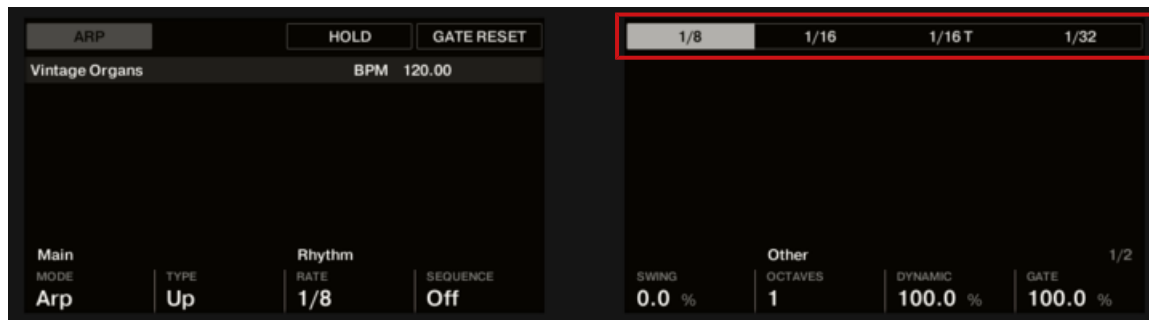 ARP HOLD GATE RESET
Vintage Organs BPM 120.00
Main Rhythm
MODE TYPE RATE SEQUENCE
Arp Up 1/8 Off
1/8 1/16 1/16 T 1/32
Other 1/2
SWING OCTAVES DYNAMIC GATE
0.0 % 1 100.0 % 100.0 %